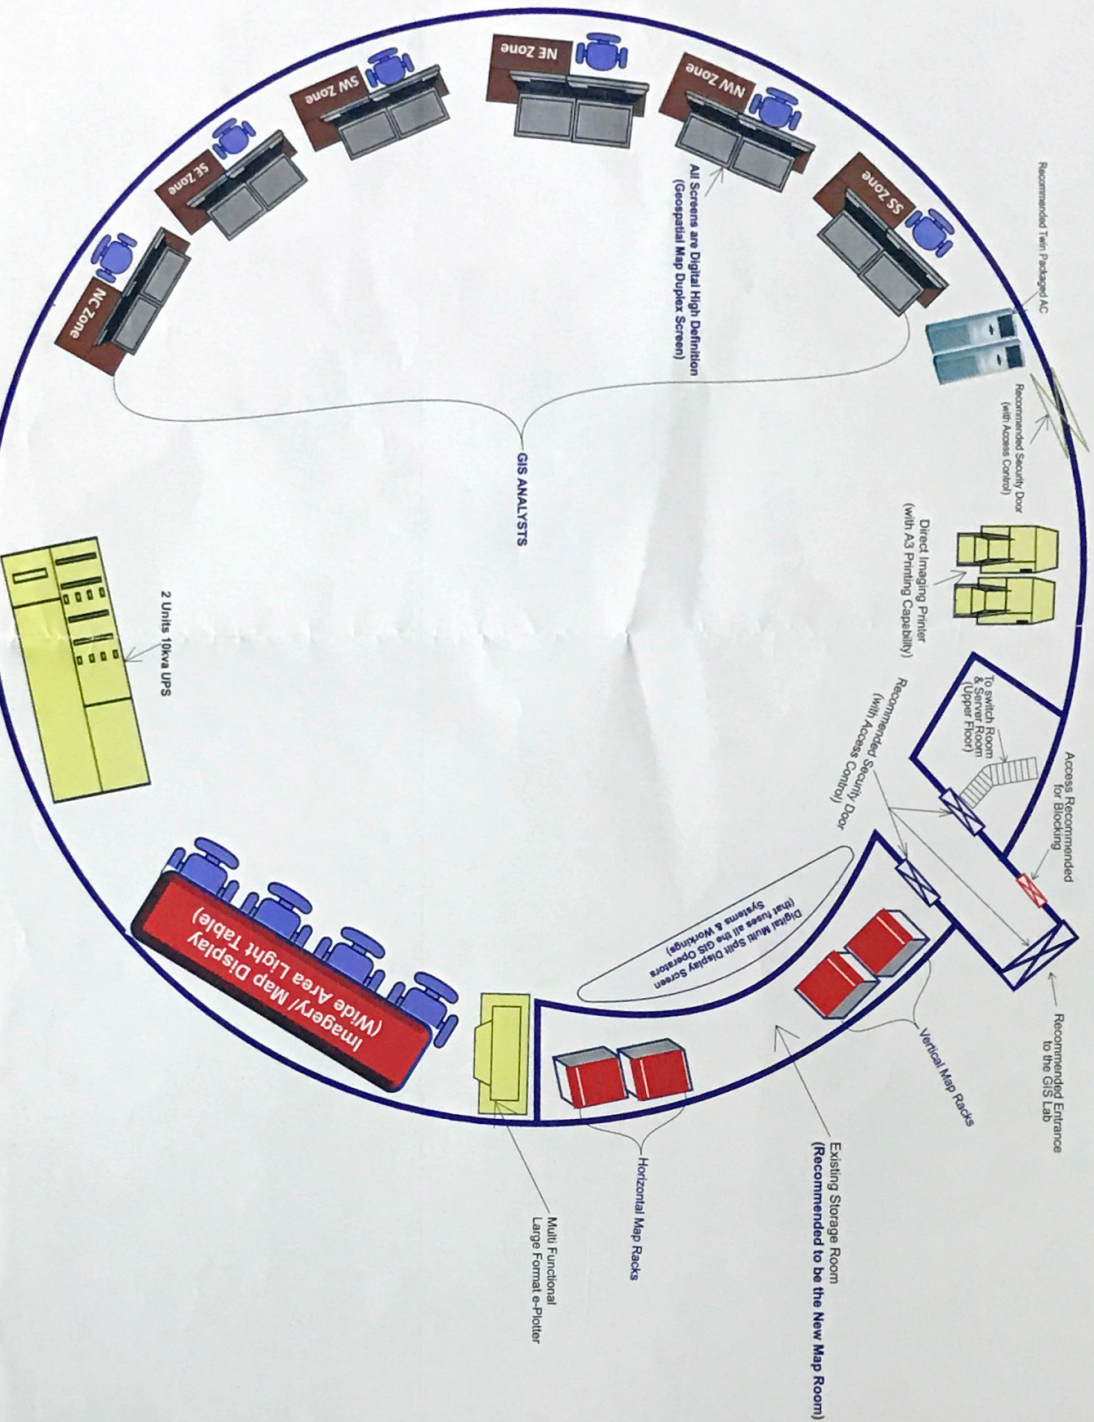 NE Zone
NW Zone
SW Zone
SS Zone
SE Zone
NC Zone
Recommended Twin Packaged AC
All Screens are Digital High Definition
(Geospatial Map Duplex Screen)
Recommended Security Door
(with Access Control)
GIS ANALYSTS
Direct Imaging Printer
(with A3 Printing Capability)
2 Units 10kva UPS
To switch Room
& Server Room
(Upper Floor)
Recommended Security Door
(with Access Control)
Access Recommended
for Blocking
Digital Multi Split Display Screen
(that fuses all the GIS Operators
Systems & Workings)
Imagery/ Map Display
(Wide Area Light Table)
Recommended Entrance
to the GIS Lab
Vertical Map Racks
Existing Storage Room
(Recommended to be the New Map Room)
Horizontal Map Racks
Multi Functional
Large Format e-Plotter